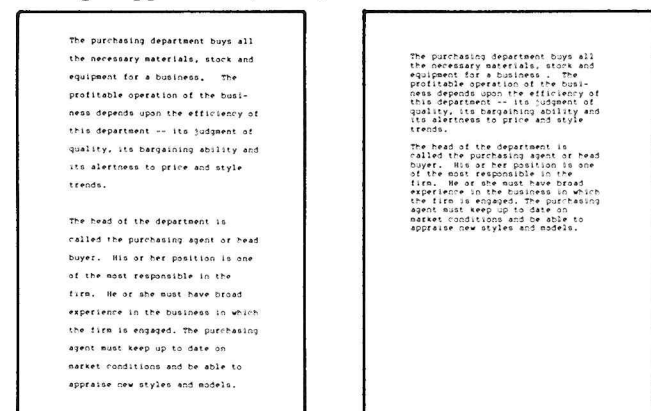 The purchasing department buys all
the necessary materials, stock and
equipment for a business. The
profitable operation of the busi-
ness depends upon the efficiency of
this department -- its judgment of
quality, its bargaining ability and
its alertness to price and style
trends.
The head of the department is
called the purchasing agent or head
buyer. His or her position is one
of the most responsible in the
firm. He or she must have broad
experience in the business in which
the firm is engaged. The purchasing
agent must keep up to date on
market conditions and be able to
appraise new styles and models.
The purchasing department buys all
the necessary materials, stork and
equipment for a business . The
profitable operation of the busi-
ness depends upon the efficiency of
this department -- its judgment of
quality, its bargaihing ability and
its alertness to price and style
trends.
The head of the department is
called the purchasing agent or head
buyer. His or her position is one
of the most responsible in the
firm. He or she must have broad
experience in the business in which
the firm is engaged. The purchasing
agent must keep up to date on
market conditions and be able to
appraise new styles and models.